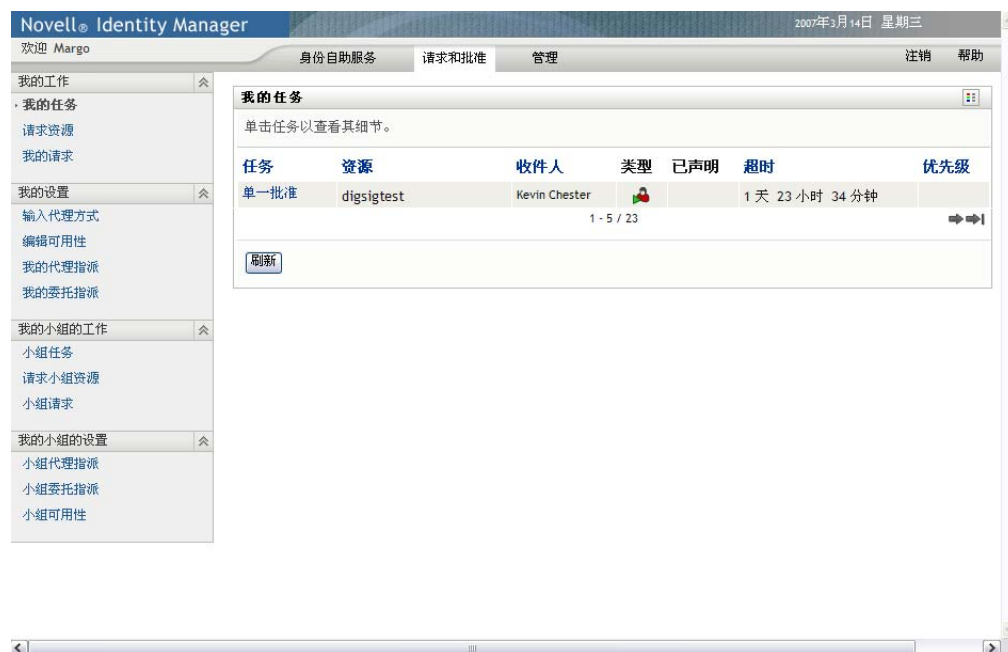 Novell® Identity Manager
2007年3月14日 星期三
欢迎 Margo
身份自助服务 请求和批准 管理 注销 帮助
我的工作
我的任务
请求资源
我的请求
我的设置
输入代理方式
编辑可用性
我的代理指派
我的委托指派
我的小组的工作
小组任务
请求小组资源
小组请求
我的小组的设置
小组代理指派
小组委托指派
小组可用性
我的任务
单击任务以查看其细节。
任务 资源 收件人 类型 已声明 超时 优先级
单一批准 digsigtest Kevin Chester 1 天 23 小时 34 分钟
1 - 5 / 23
刷新